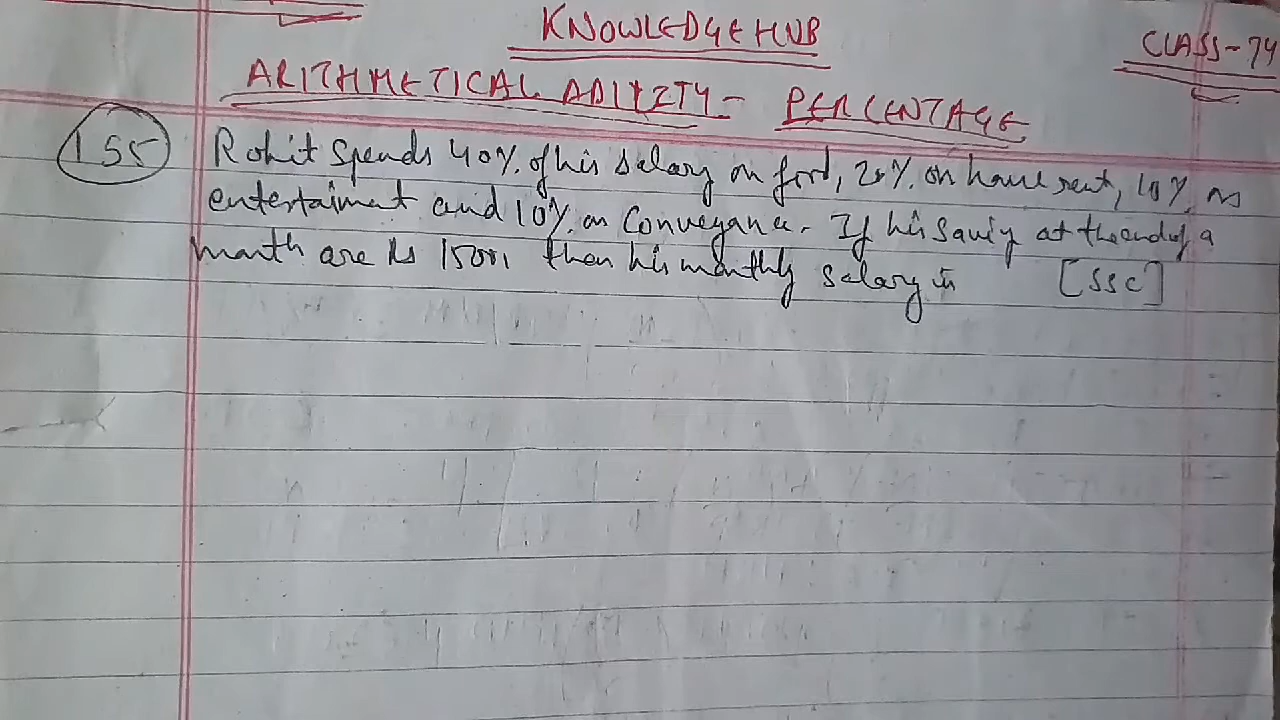 KNOWLEDGE HUB
CLASS-74
ARITHMETICAL ABILITY- PERCENTAGE
155 Rohit spends 40% of his salary on food, 20% on house rent, 10% on
entertaiment and 10% on Conveyance. If his saving at the end of a
month are Rs 1500, then his monthly salary is [SSC]